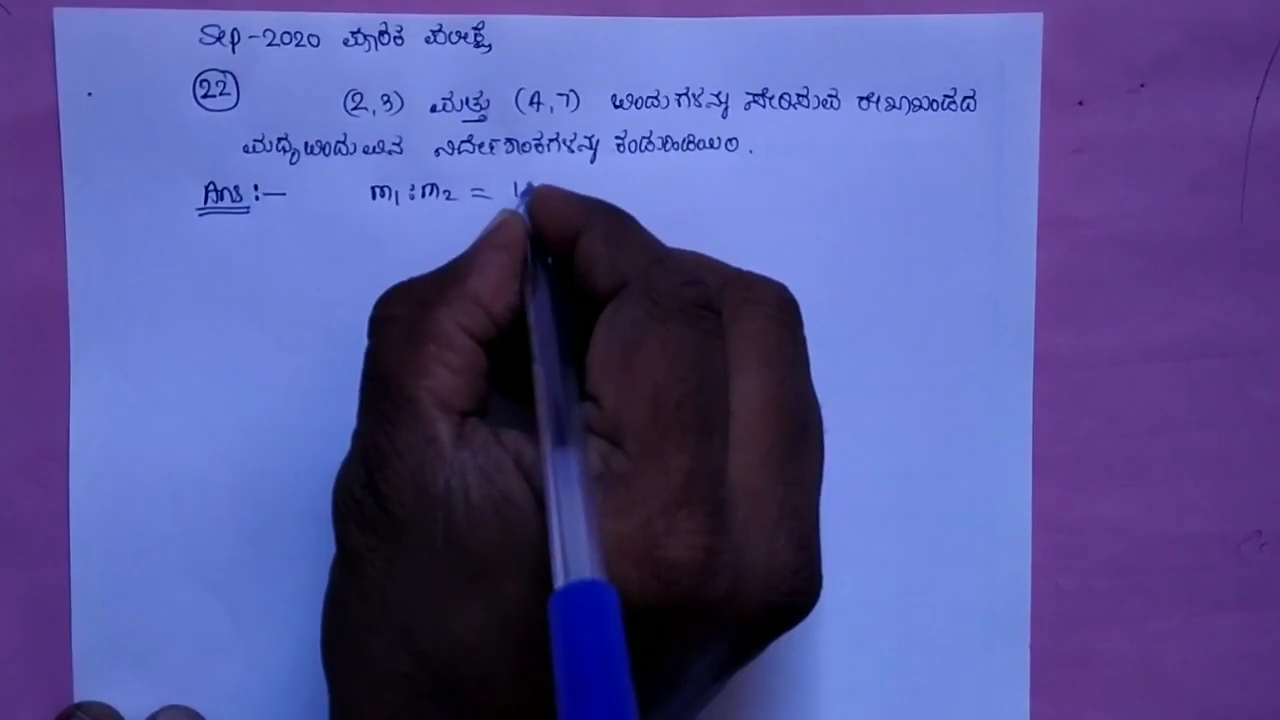 Sep-2020 ಪೂರಕ ಪರೀಕ್ಷೆ
22 (2,3) ಮತ್ತು (4,7) ಬಿಂದುಗಳನ್ನು ಸೇರಿಸುವ ರೇಖಾಖಂಡದ
ಮಧ್ಯಬಿಂದುವಿನ ನಿರ್ದೇಶಾಂಕಗಳನ್ನು ಕಂಡುಹಿಡಿಯಿರಿ.
Ans :- m₁:m₂ = 1